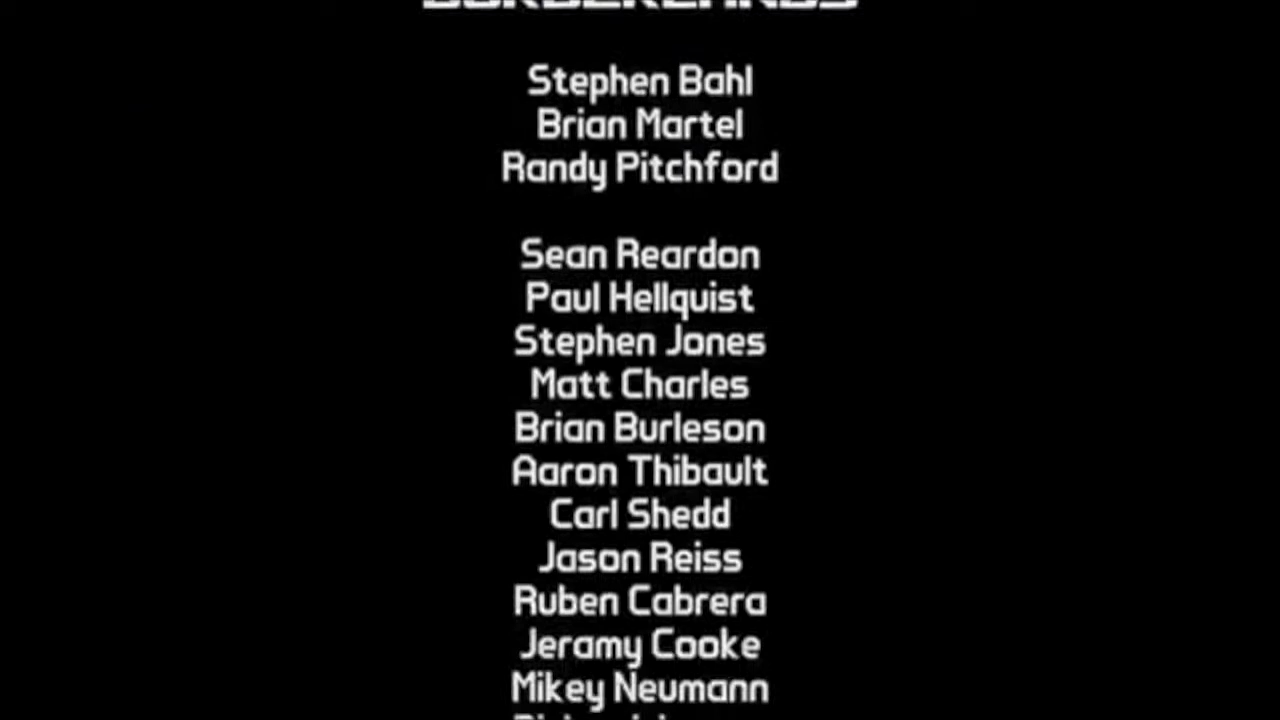 BORDERLANDS
Stephen Bahl
Brian Martel
Randy Pitchford
Sean Reardon
Paul Hellquist
Stephen Jones
Matt Charles
Brian Burleson
Aaron Thibault
Carl Shedd
Jason Reiss
Ruben Cabrera
Jeramy Cooke
Mikey Neumann